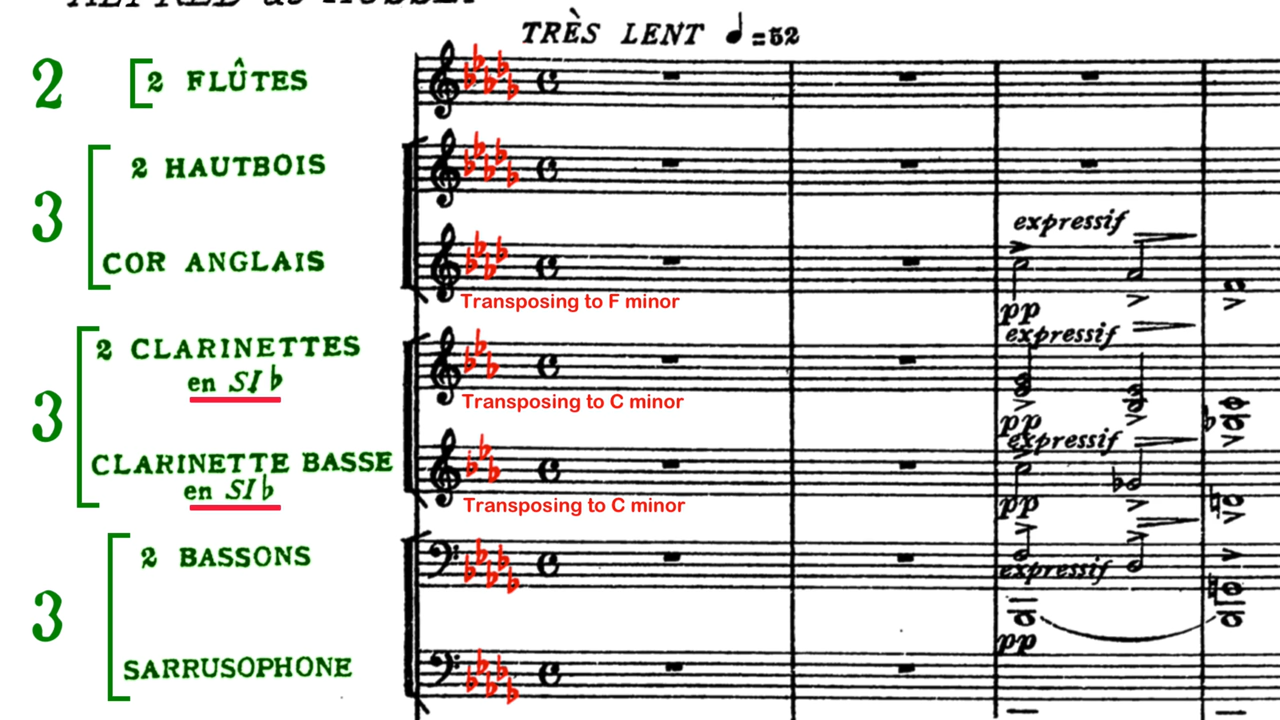 TRÈS LENT ♩=52
2
2 FLÛTES
2 HAUTBOIS
3
expressif
COR ANGLAIS
Transposing to F minor
pp
expressif
2 CLARINETTES
en SI♭
3
Transposing to C minor
pp
expressif
CLARINETTE BASSE
en SI♭
Transposing to C minor
pp
2 BASSONS
expressif
3
pp
SARRUSOPHONE